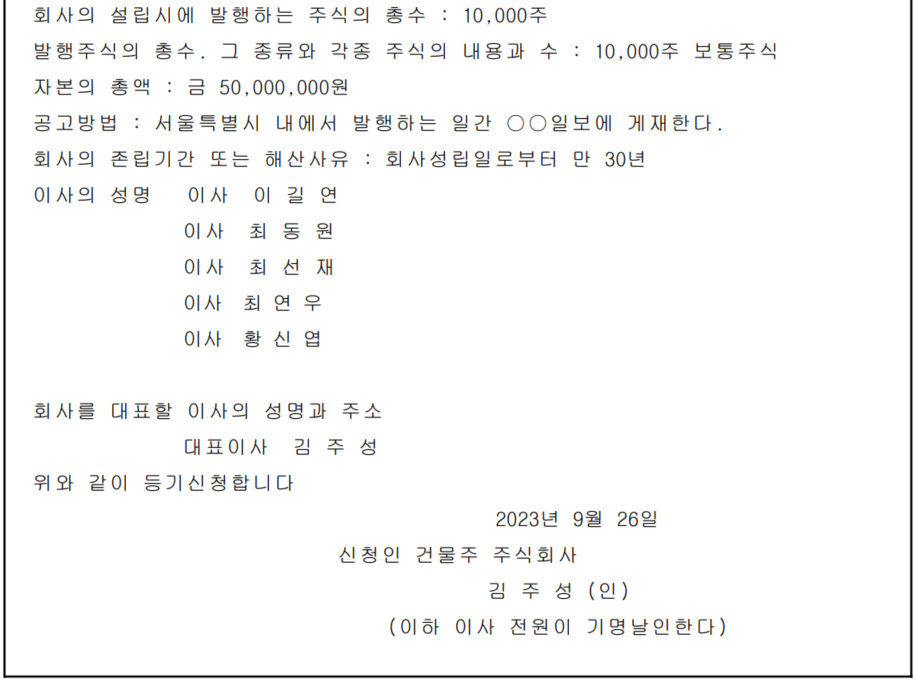 회사의 설립시에 발행하는 주식의 총수 : 10,000주
발행주식의 총수. 그 종류와 각종 주식의 내용과 수 : 10,000주 보통주식
자본의 총액 : 금 50,000,000원
공고방법 : 서울특별시 내에서 발행하는 일간 ○○일보에 게재한다.
회사의 존립기간 또는 해산사유 : 회사성립일로부터 만 30년
이사의 성명 이사 이 길 연
이사 최 동 원
이사 최 선 재
이사 최 연 우
이사 황 신 엽
회사를 대표할 이사의 성명과 주소
대표이사 김 주 성
위와 같이 등기신청합니다
2023년 9월 26일
신청인 건물주 주식회사
김 주 성 (인)
(이하 이사 전원이 기명날인한다)